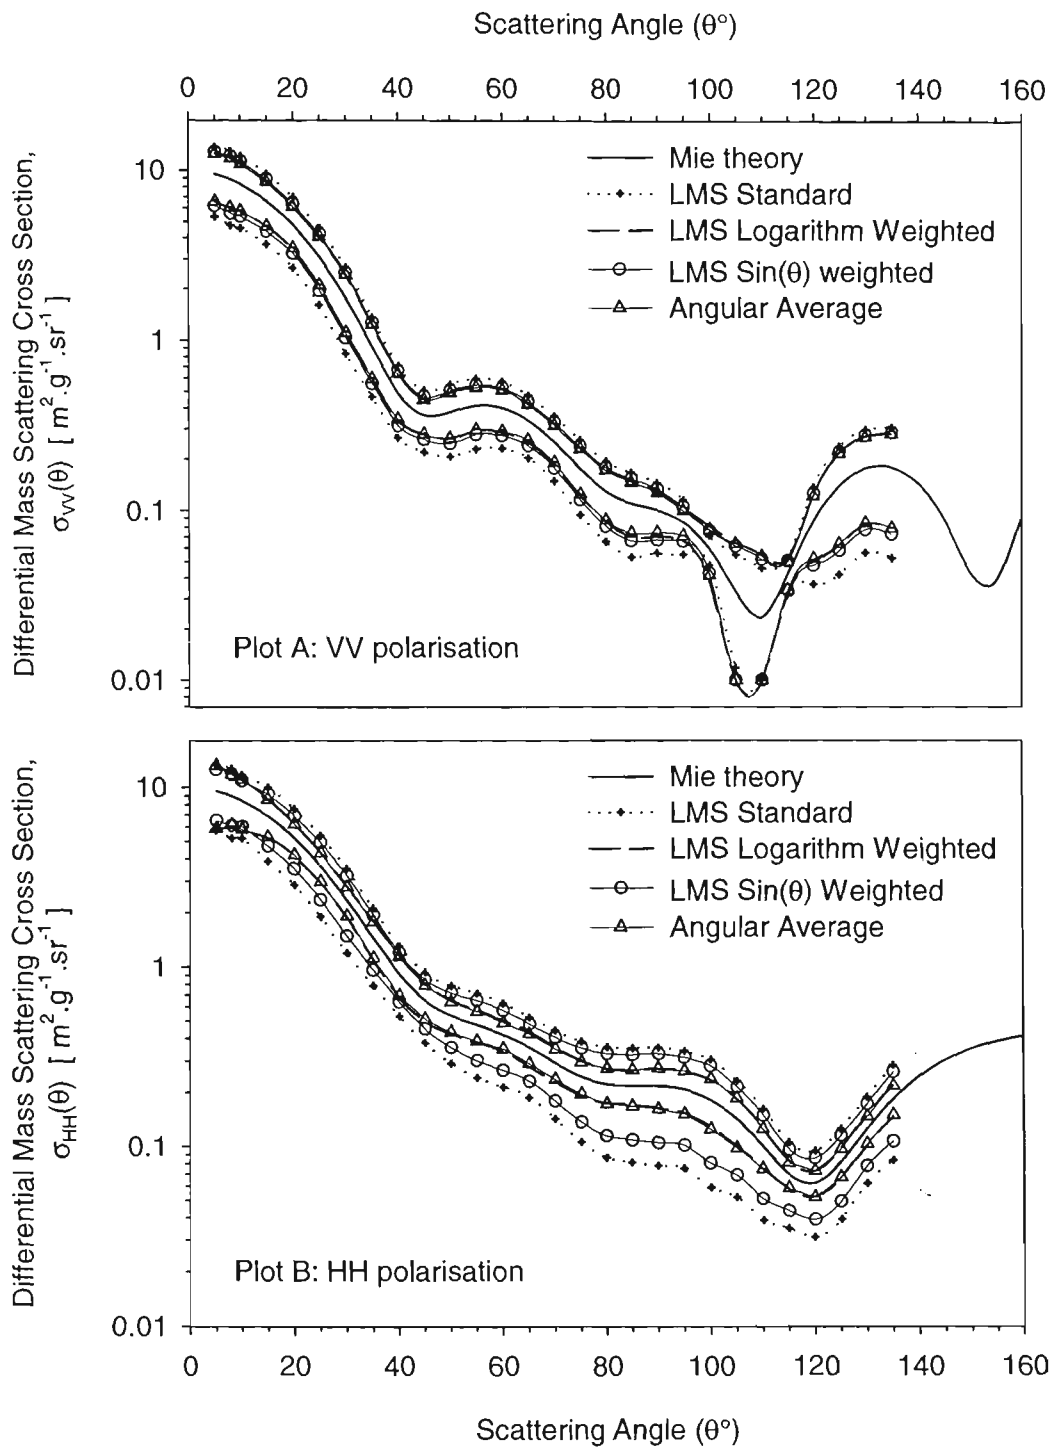 Scattering Angle (θ°)
0 20 40 60 80 100 120 140 160
Differential Mass Scattering Cross Section,
σVV(θ) [ m².g⁻¹.sr⁻¹ ]
10
1
0.1
0.01
Mie theory
LMS Standard
LMS Logarithm Weighted
LMS Sin(θ) weighted
Angular Average
Plot A: VV polarisation
Differential Mass Scattering Cross Section,
σHH(θ) [ m².g⁻¹.sr⁻¹ ]
10
1
0.1
0.01
Mie theory
LMS Standard
LMS Logarithm Weighted
LMS Sin(θ) Weighted
Angular Average
Plot B: HH polarisation
0 20 40 60 80 100 120 140 160
Scattering Angle (θ°)